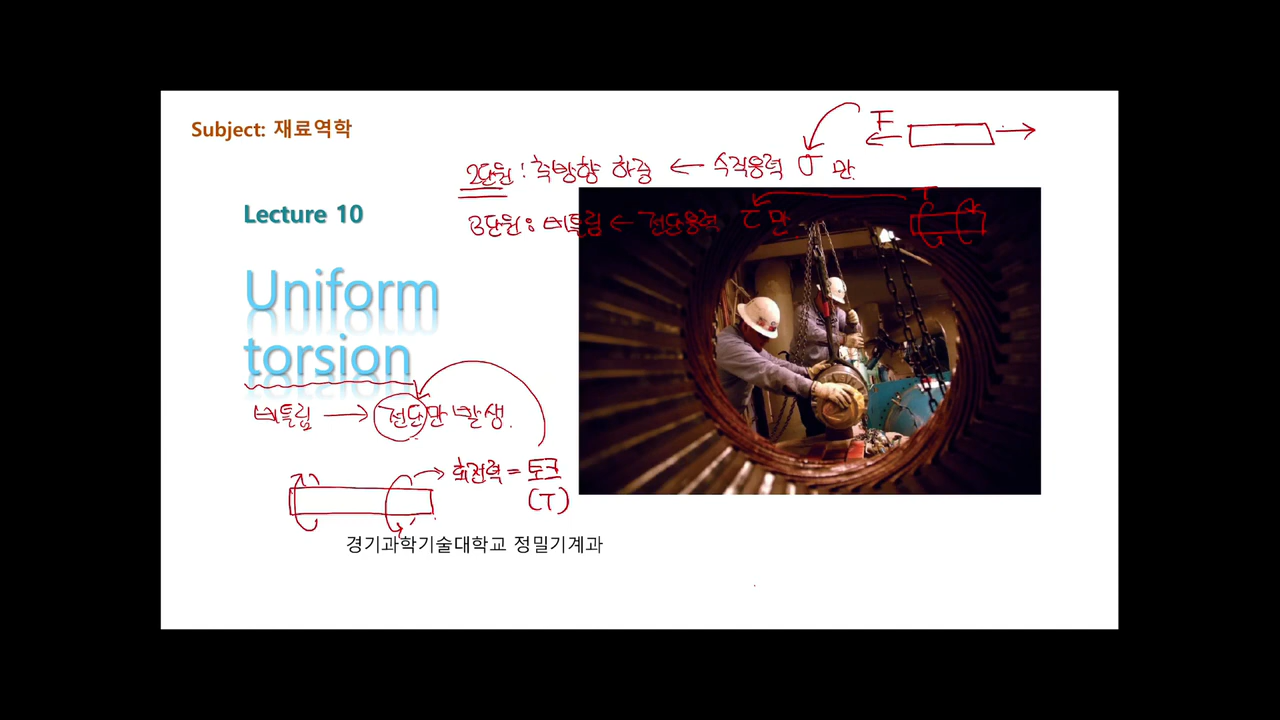 Subject: 재료역학
F
2단원 : 축방향 하중 ← 수직응력 σ 만
T
Lecture 10
3단원 : 비틀림 ← 전단응력 τ 만
Uniform
torsion
비틀림 → 전단만 발생.
회전력 = 토크
(T)
경기과학기술대학교 정밀기계과